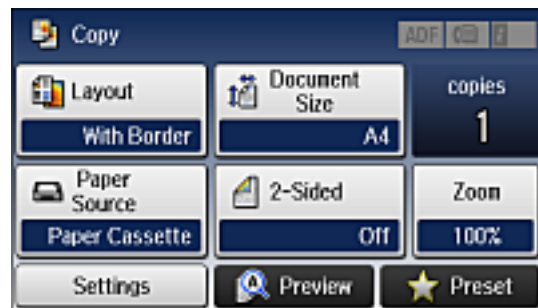 Copy
ADF
Layout
With Border
Document
Size
A4
copies
1
Paper
Source
Paper Cassette
2-Sided
Off
Zoom
100%
Settings
Preview
Preset